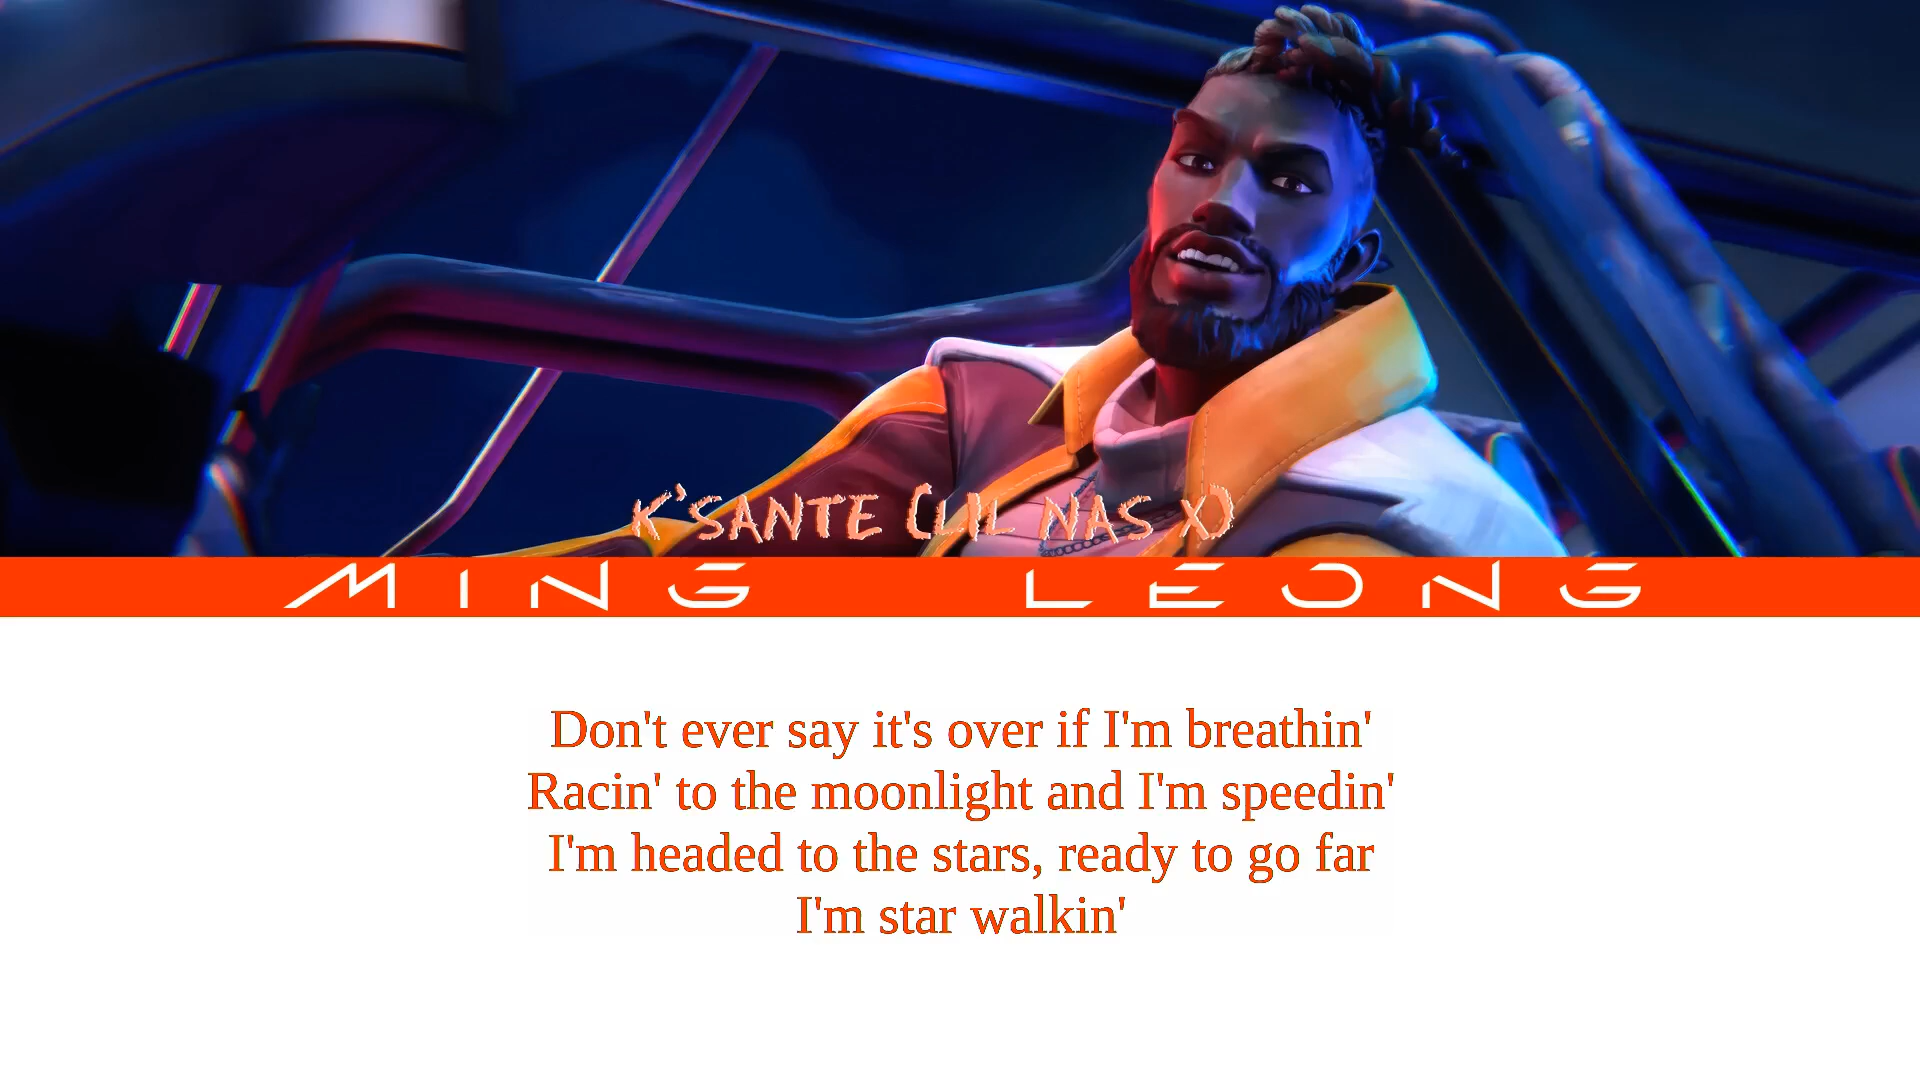 K'SANTE (LIL NAS X)
MING LEONG
Don't ever say it's over if I'm breathin'
Racin' to the moonlight and I'm speedin'
I'm headed to the stars, ready to go far
I'm star walkin'